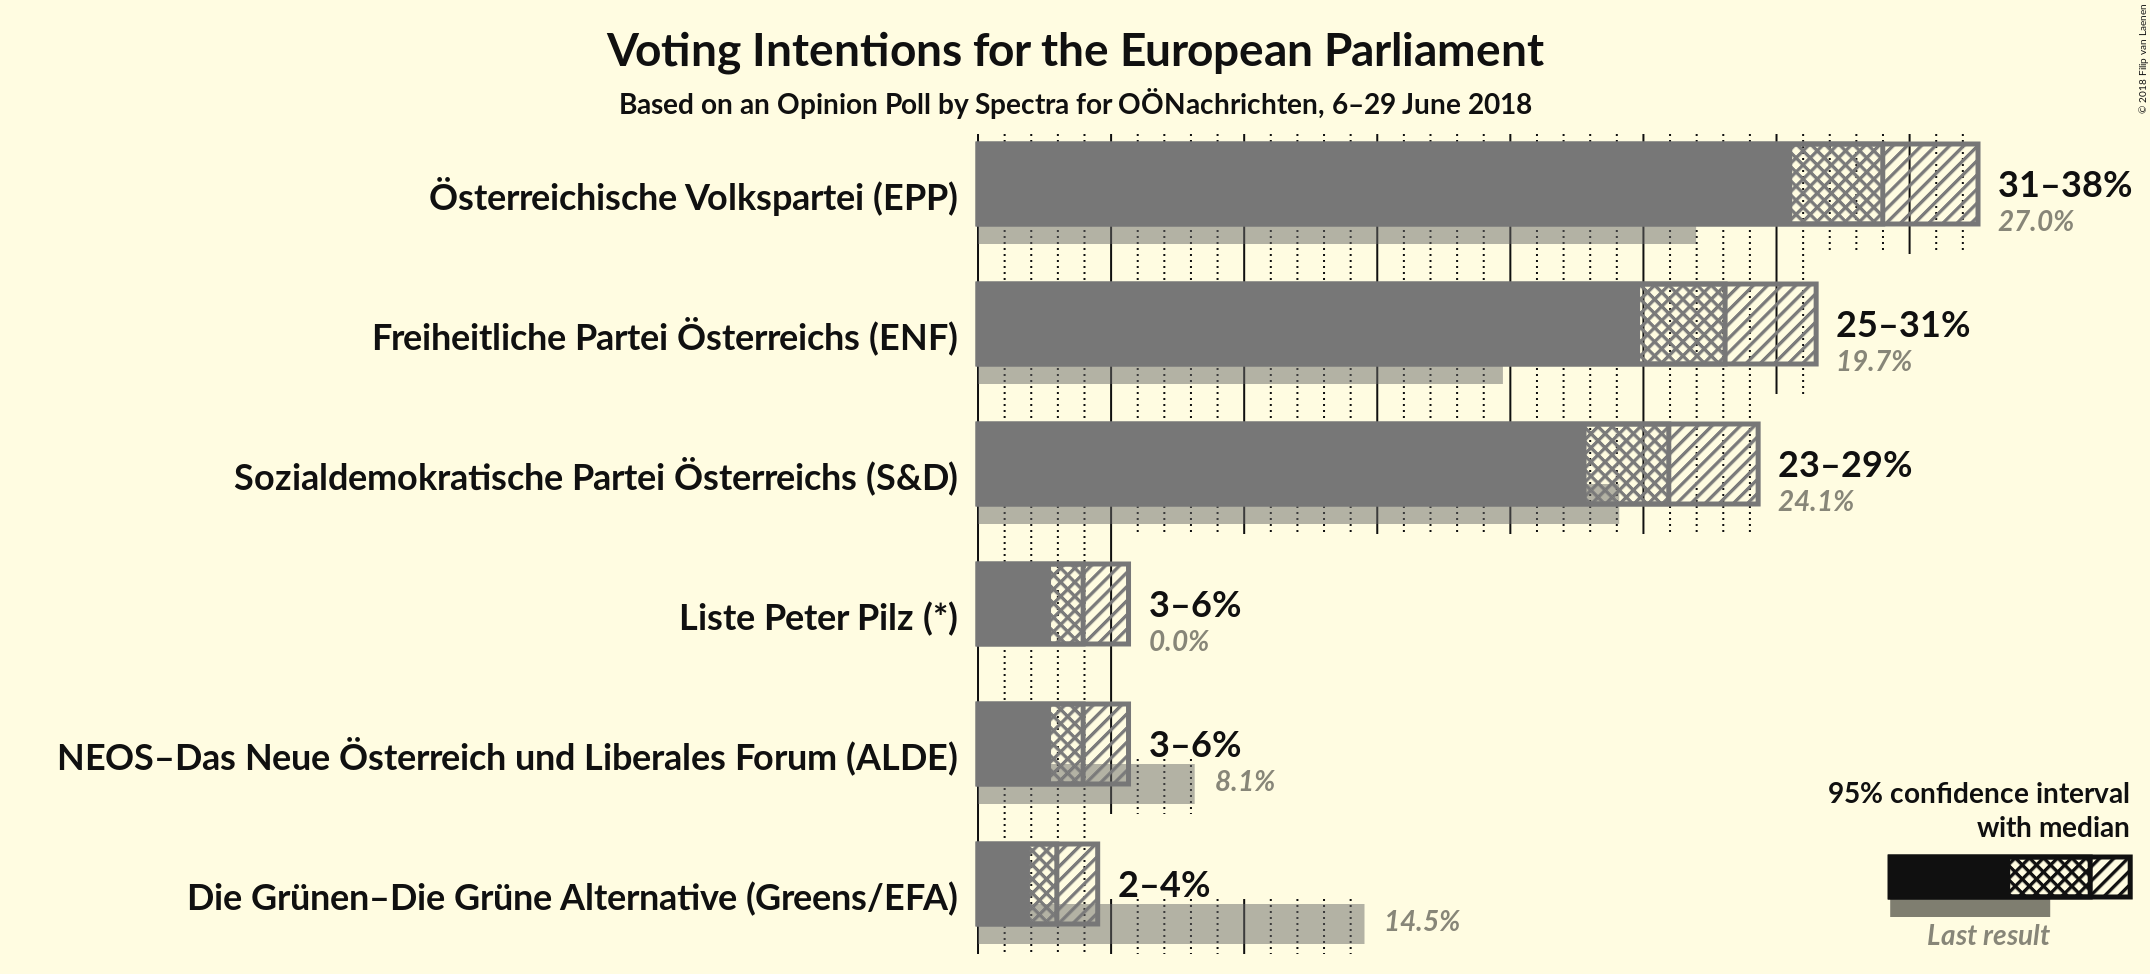 Voting Intentions for the European Parliament
Based on an Opinion Poll by Spectra for OÖNachrichten, 6–29 June 2018
© 2018 Filip van Laenen
Österreichische Volkspartei (EPP)
31–38%
27.0%
Freiheitliche Partei Österreichs (ENF)
25–31%
19.7%
Sozialdemokratische Partei Österreichs (S&D)
23–29%
24.1%
Liste Peter Pilz (*)
3–6%
0.0%
NEOS–Das Neue Österreich und Liberales Forum (ALDE)
3–6%
8.1%
Die Grünen–Die Grüne Alternative (Greens/EFA)
2–4%
14.5%
95% confidence interval
with median
Last result